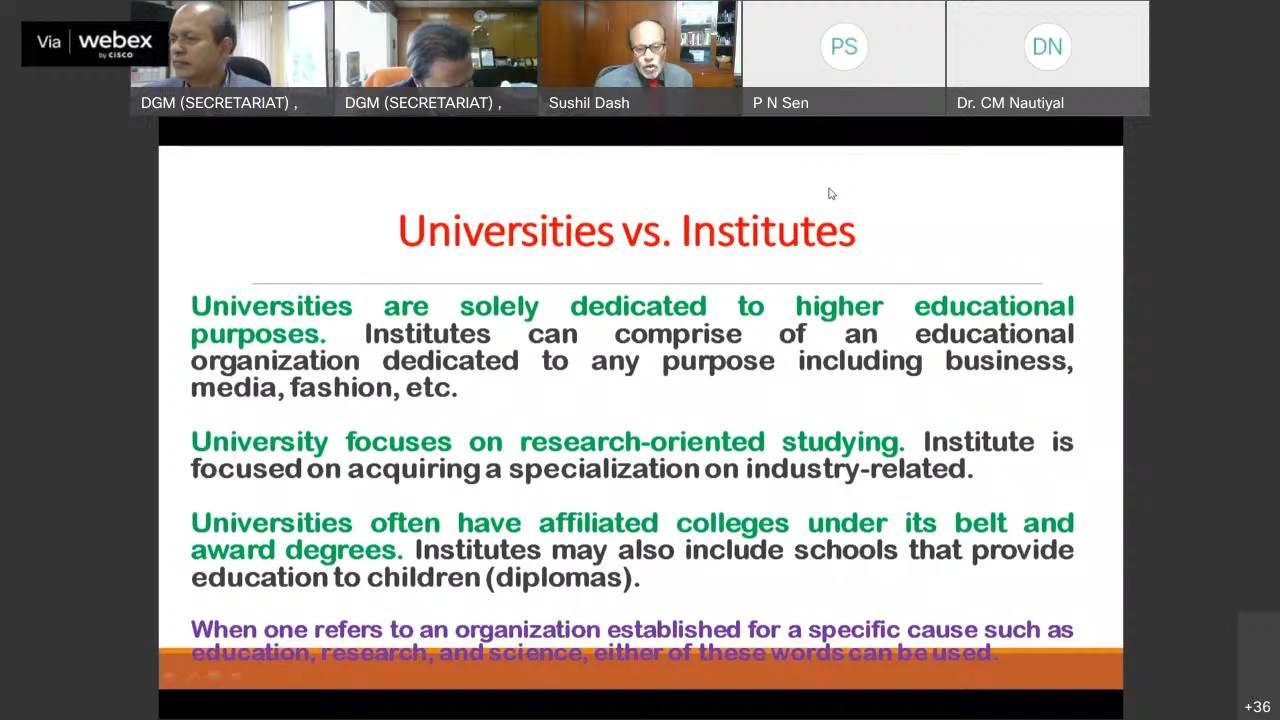 Via webex
by CISCO
DGM (SECRETARIAT) ,
DGM (SECRETARIAT) ,
Sushil Dash
PS
P N Sen
DN
Dr. CM Nautiyal
Universities vs. Institutes
Universities are solely dedicated to higher educational
purposes. Institutes can comprise of an educational
organization dedicated to any purpose including business,
media, fashion, etc.
University focuses on research-oriented studying. Institute is
focused on acquiring a specialization on industry-related.
Universities often have affiliated colleges under its belt and
award degrees. Institutes may also include schools that provide
education to children (diplomas).
When one refers to an organization established for a specific cause such as
education, research, and science, either of these words can be used.
+36